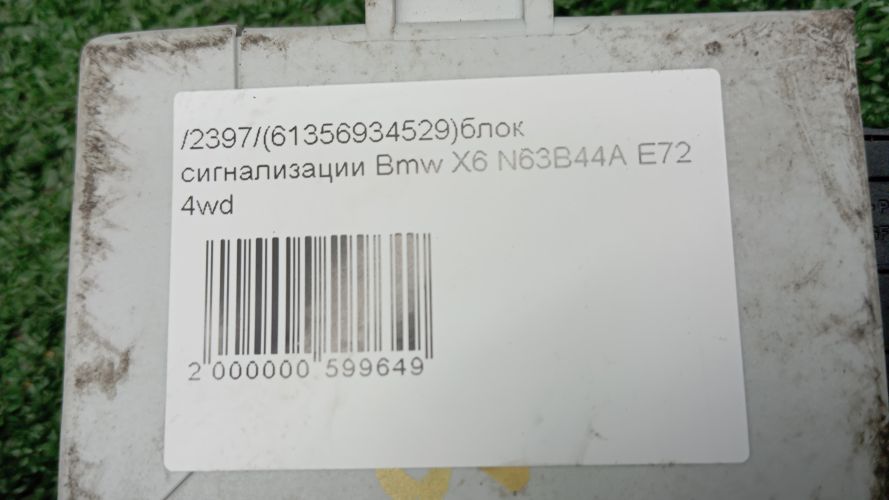 /2397/(61356934529)блок
сигнализации Bmw X6 N63B44A E72
4wd
2 000000 599649